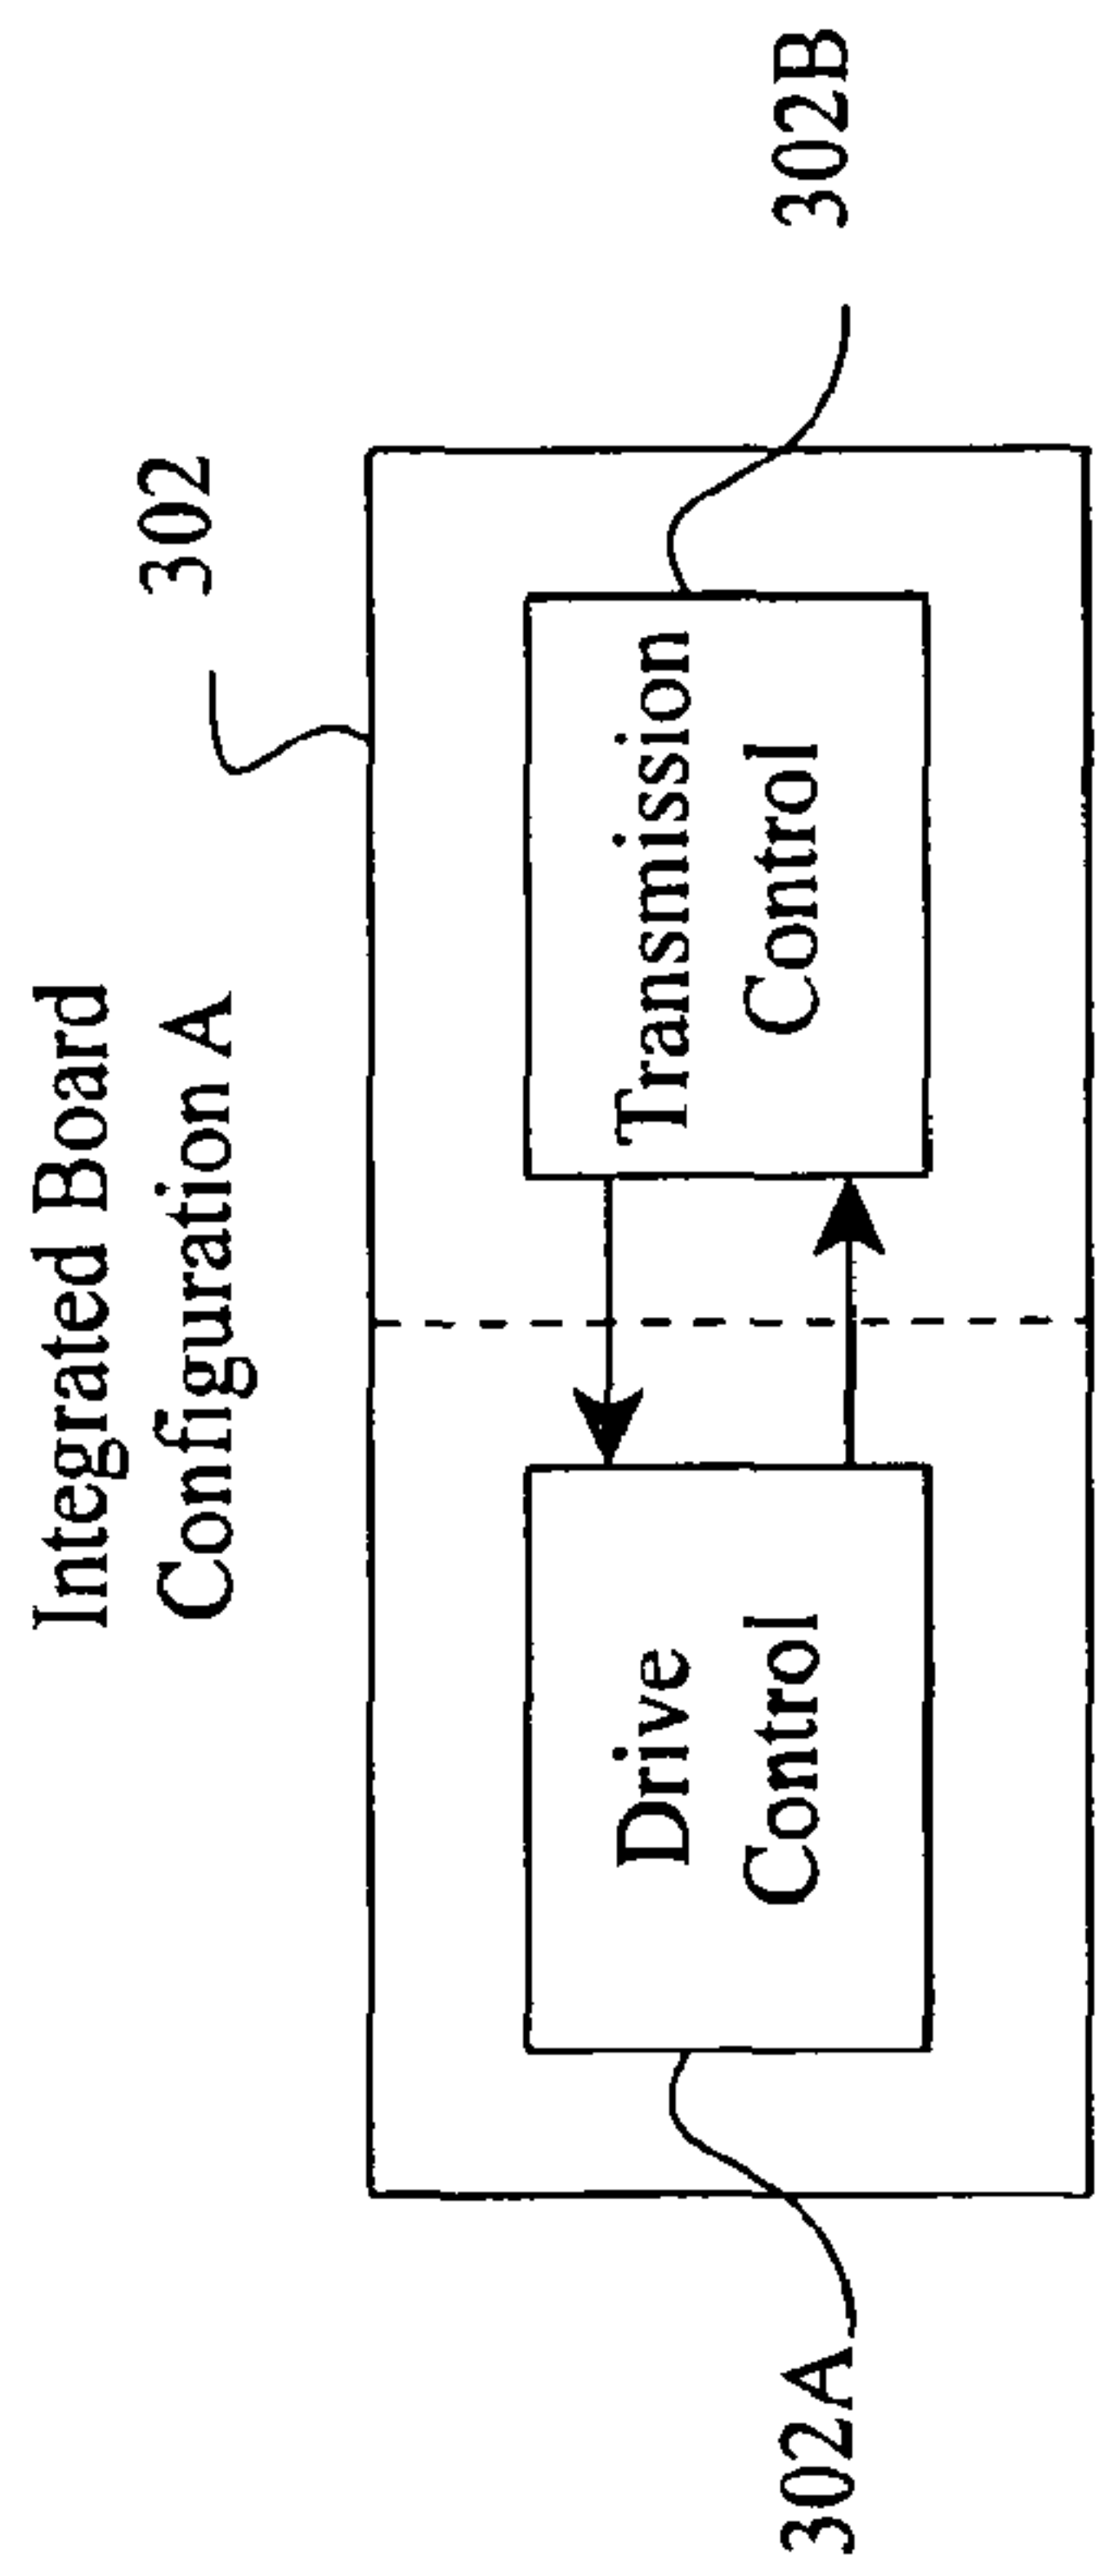 Integrated Board
Configuration A
302
Drive
Control
Transmission
Control
302A
302B